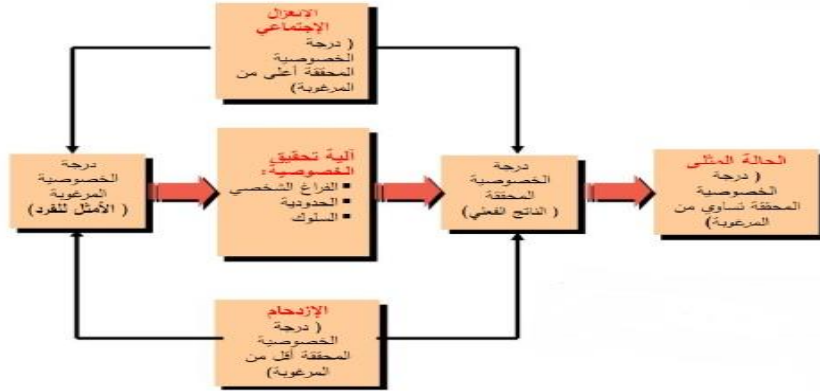 الانعزال
الإجتماعي
( درجة
الخصوصية
المحققة أعلى من
المرغوبة)
درجة
الخصوصية
المرغوبة
( الأمثل للفرد)
آلية تحقيق
الخصوصية:
▪ الفراغ الشخصي
▪ الحدودية
▪ السلوك
درجة
الخصوصية
المحققة
( الناتج الفعلي)
الحالة المثلى
( درجة
الخصوصية
المحققة تساوي من
المرغوبة)
الإزدحام
( درجة
الخصوصية
المحققة أقل من
المرغوبة)